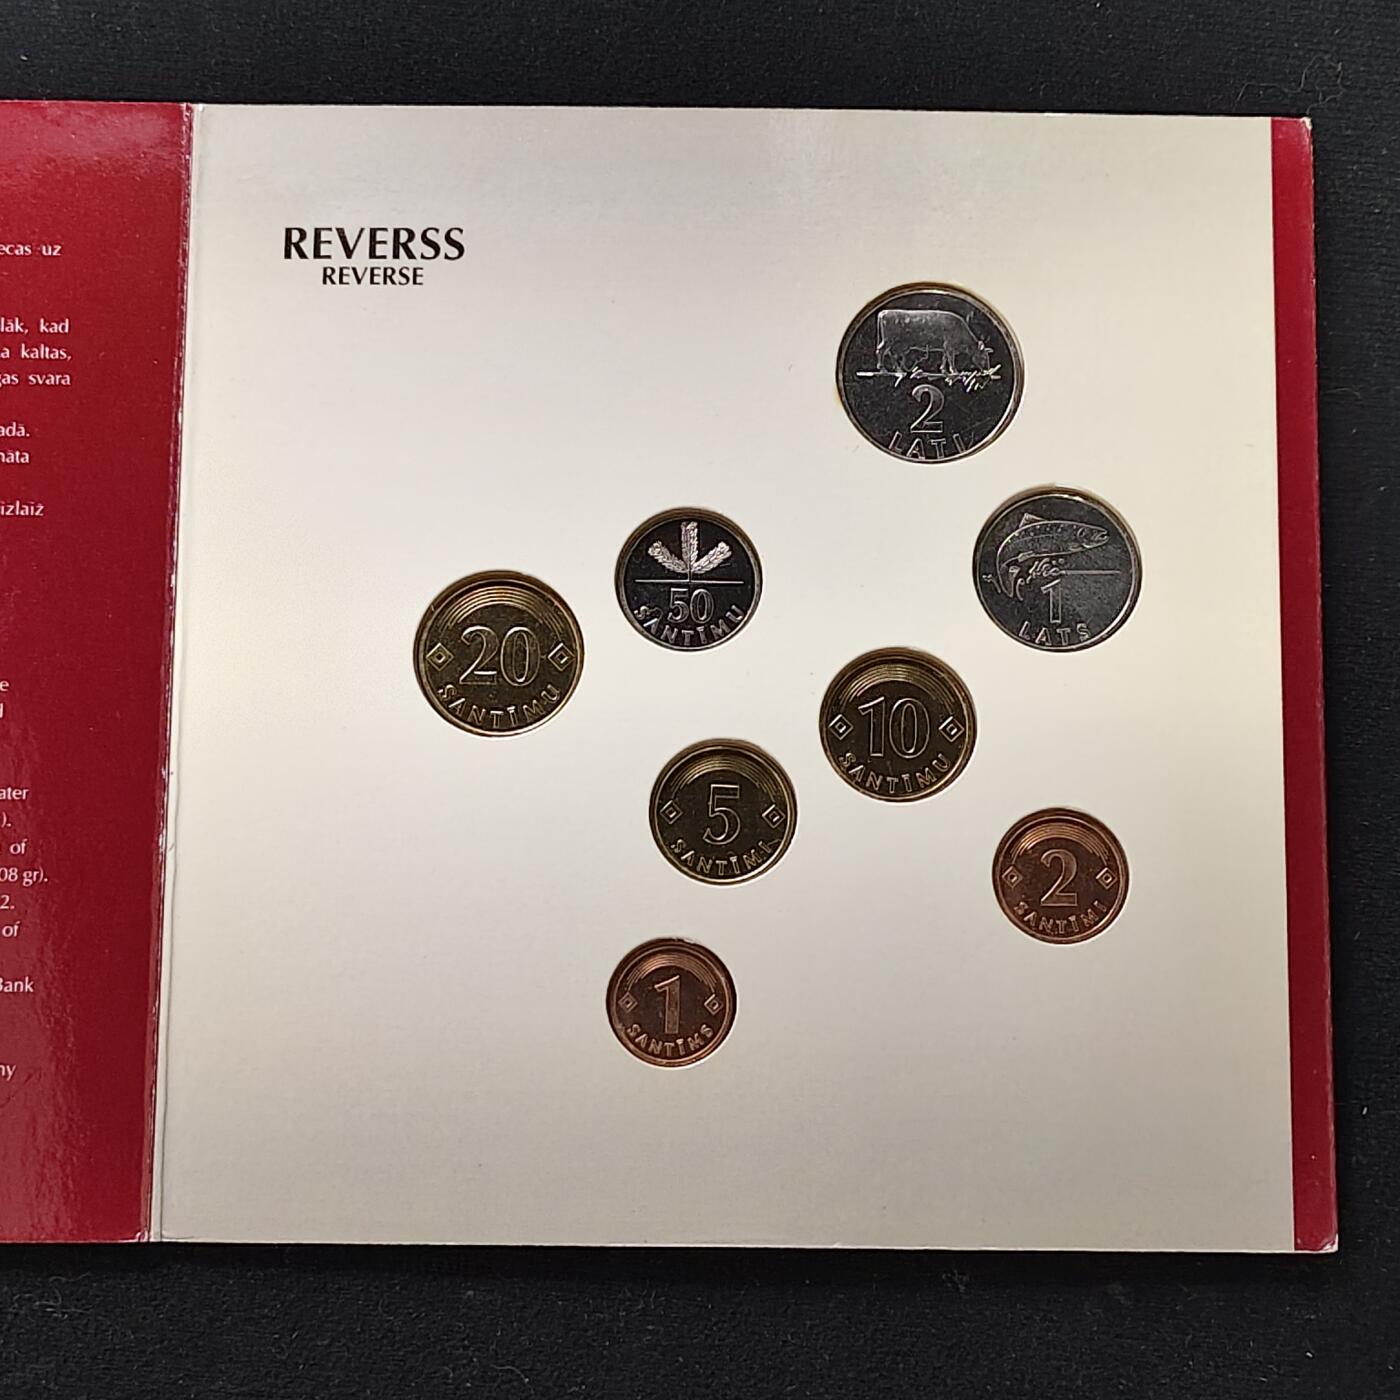 ecas uz
lāk, kad
a kaltas,
gas svara
adā.
nāta
izlaiž
e
d
ater
).
of
08 gr).
2.
of
Bank
ny
REVERSS
REVERSE
2
LATI
50
SANTĪMU
1
LATS
20
SANTĪMU
10
SANTĪMU
5
SANTĪMI
2
SANTĪMI
1
SANTĪMS